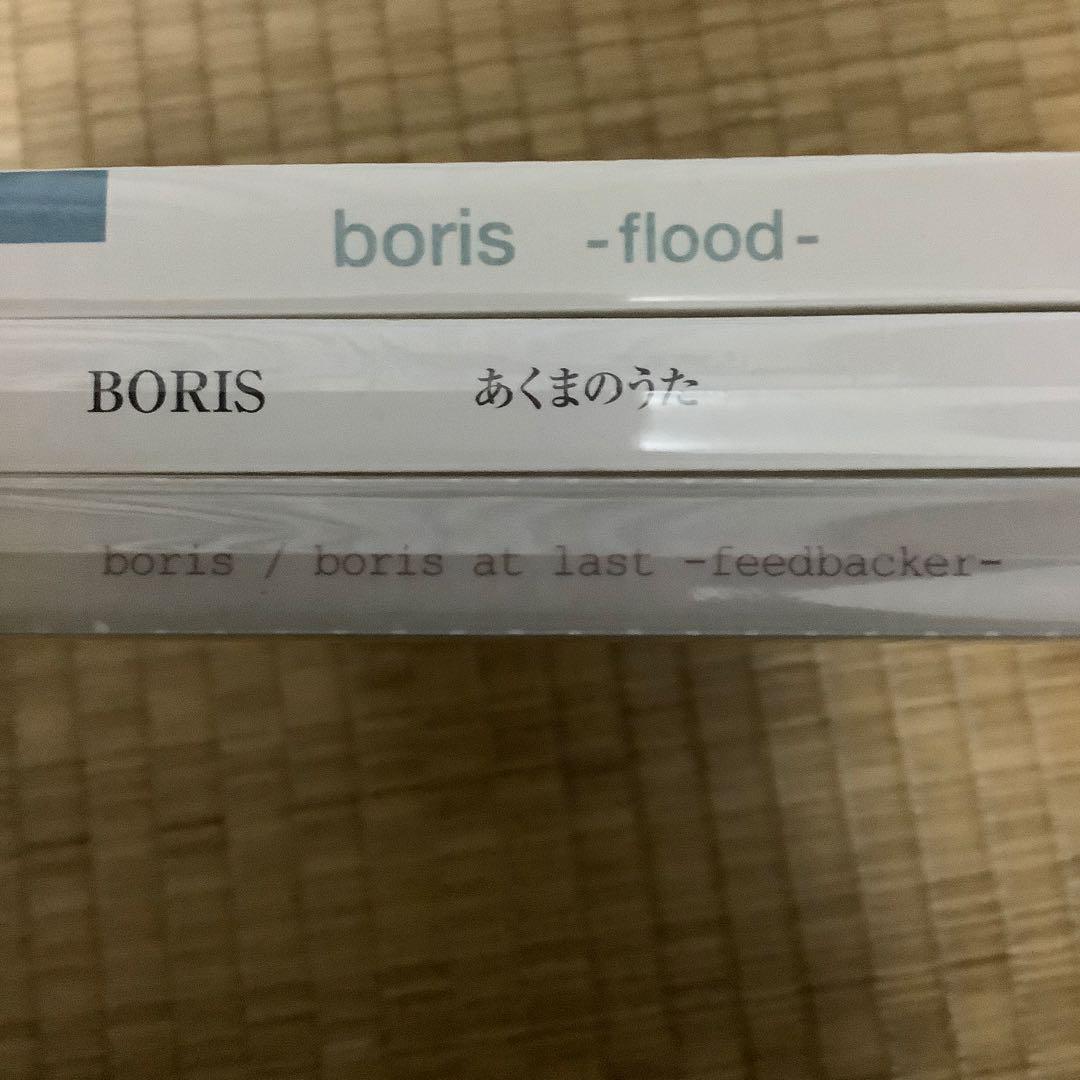 boris -flood-
BORIS あくまのうた
boris / boris at last -feedbacker-